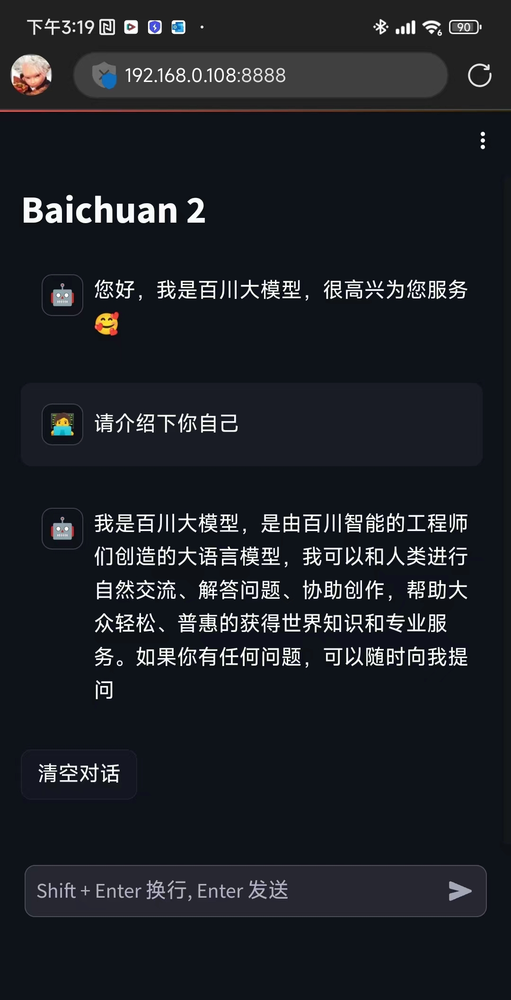 下午3:19
90
192.168.0.108:8888
Baichuan 2
您好，我是百川大模型，很高兴为您服务
🥰
请介绍下你自己
我是百川大模型，是由百川智能的工程师
们创造的大语言模型，我可以和人类进行
自然交流、解答问题、协助创作，帮助大
众轻松、普惠的获得世界知识和专业服
务。如果你有任何问题，可以随时向我提
问
清空对话
Shift + Enter 换行, Enter 发送